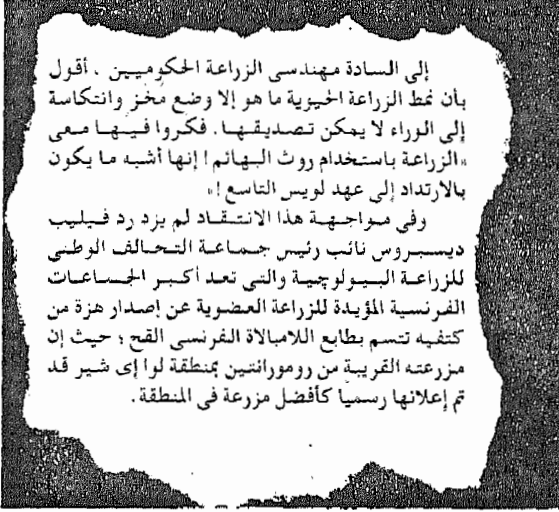 إلى السادة مهندسى الزراعة الحكوميين . أقول
بأن نمط الزراعة الحيوية ما هو إلا وضع مُخز وانتكاسة
إلى الوراء لا يمكن تصديقها . فكروا فيها معى
«الزراعة باستخدام روث البهائم ! إنها أشبه ما يكون
بالارتداد إلى عهد لويس التاسع !»
وفى مواجهة هذا الانتقاد لم يزد رد فيليب
ديسبروس نائب رئيس جماعة التحالف الوطنى
للزراعة البيولوچية والتى تعد أكبر الجماعات
الفرنسية المؤيدة للزراعة العضوية عن إصدار هزة من
كتفيه تتسم بطابع اللامبالاة الفرنسى القح ؛ حيث إن
مزرعته القريبة من رومورانتين بمنطقة لوا إى شير قد
تم إعلانها رسمياً كأفضل مزرعة فى المنطقة .